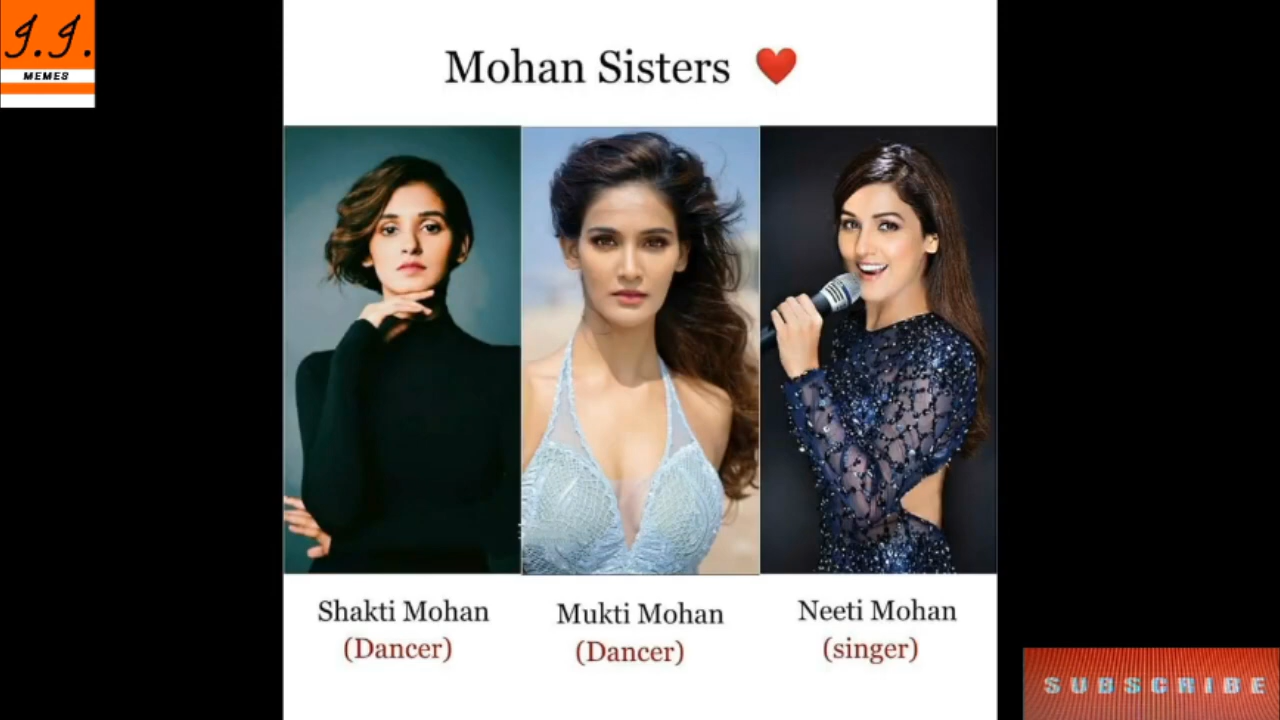 J.J.
MEMES
Mohan Sisters ❤️
Shakti Mohan
(Dancer)
Mukti Mohan
(Dancer)
Neeti Mohan
(singer)
SUBSCRIBE